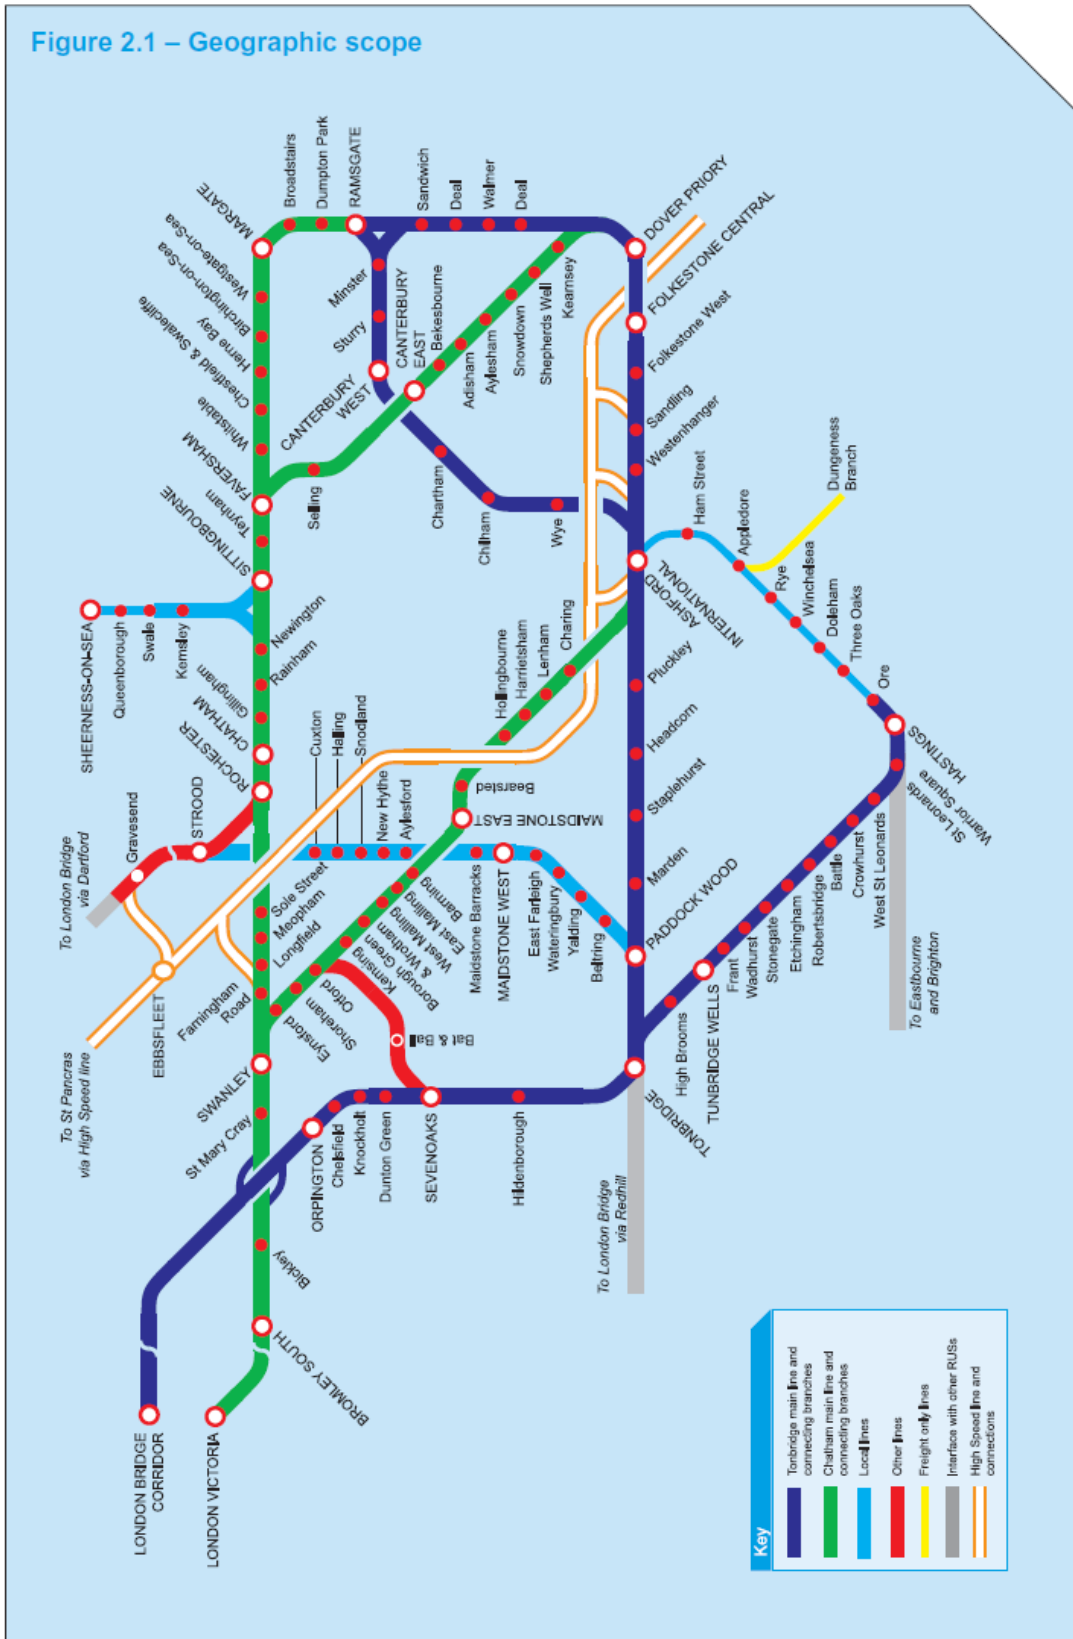 Figure 2.1 – Geographic scope
Broadstairs
Dumpton Park
RAMSGATE
MARGATE
Westgate-on-Sea
Birchington-on-Sea
Herne Bay
Chestfield & Swalecliffe
Whitstable
FAVERSHAM
Teynham
SITTINGBOURNE
Sandwich
Deal
Walmer
Deal
DOVER PRIORY
FOLKESTONE CENTRAL
Folkestone West
Sandling
Westenhanger
Minster
Sturry
CANTERBURY
WEST
CANTERBURY
EAST
Bekesbourne
Adisham
Aylesham
Snowdown
Shepherds Well
Kearnsey
Selling
Chartham
Chilham
Wye
ASHFORD
INTERNATIONAL
Ham Street
Appledore
Dungeness
Branch
Rye
Winchelsea
Doleham
Three Oaks
Ore
HASTINGS
St Leonards
Warrior Square
West St Leonards
Crowhurst
Battle
Robertsbridge
Etchingham
Stonegate
Wadhurst
Frant
TUNBRIDGE WELLS
High Brooms
TONBRIDGE
To Eastbourne
and Brighton
SHEERNESS-ON-SEA
Queenborough
Swale
Kemsley
Newington
Rainham
Gillingham
CHATHAM
ROCHESTER
STROOD
Gravesend
To London Bridge
via Dartford
EBBSFLEET
To St Pancras
via High Speed line
Cuxton
Halling
Snodland
New Hythe
Aylesford
Maidstone Barracks
MAIDSTONE WEST
East Farleigh
Wateringbury
Yalding
Beltring
PADDOCK WOOD
Marden
Staplehurst
Headcorn
Pluckley
Charing
Lenham
Harrietsham
Hollingbourne
Bearsted
MAIDSTONE EAST
Barming
East Malling
West Malling
Borough Green
& Wrotham
Kemsing
Otford
Shoreham
Eynsford
Sole Street
Meopham
Longfield
Farningham
Road
SWANLEY
St Mary Cray
Bickley
BROMLEY SOUTH
LONDON VICTORIA
LONDON BRIDGE
CORRIDOR
ORPINGTON
Chelsfield
Knockholt
Dunton Green
SEVENOAKS
Bat & Bal
Hildenborough
To London Bridge
via Redhill
Key
Tonbridge main line and
connecting branches
Chatham main line and
connecting branches
Local lines
Other lines
Freight only lines
Interface with other RUSs
High Speed line and
connections